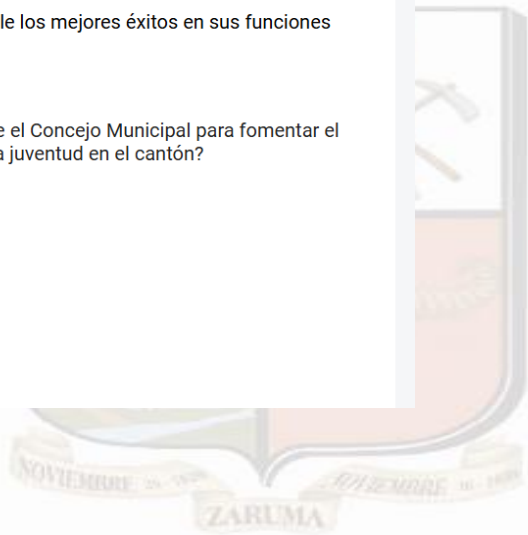 le los mejores éxitos en sus funciones
e el Concejo Municipal para fomentar el
a juventud en el cantón?
NOVIEMBRE
NOVIEMBRE
ZARUMA